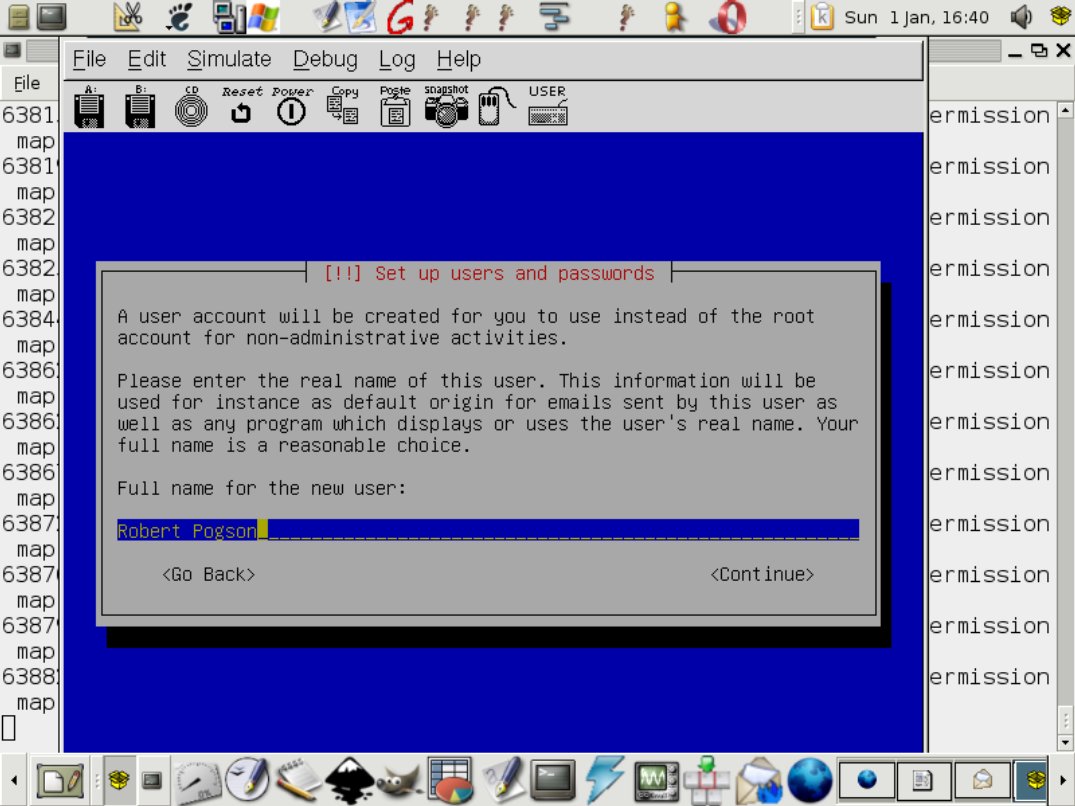 Sun 1 Jan, 16:40
File Edit Simulate Debug Log Help
A: B: CD Reset Power Copy Paste snapshot USER
File
6381 ermission
map
6381 ermission
map
6382 ermission
map
6382 ermission
map
6384 ermission
map
6386 ermission
map
6386 ermission
map
6386 ermission
map
6387 ermission
map
6387 ermission
map
6387 ermission
map
6388 ermission
map
[!!] Set up users and passwords
A user account will be created for you to use instead of the root
account for non-administrative activities.
Please enter the real name of this user. This information will be
used for instance as default origin for emails sent by this user as
well as any program which displays or uses the user's real name. Your
full name is a reasonable choice.
Full name for the new user:
Robert Pogson
<Go Back> <Continue>
0%